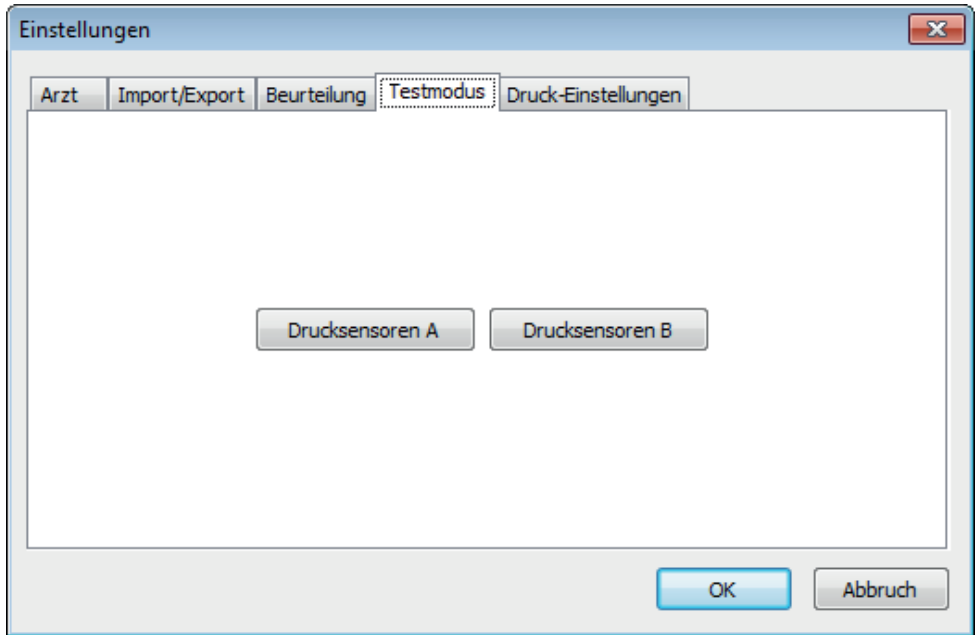 Einstellungen
Arzt Import/Export Beurteilung Testmodus Druck-Einstellungen
Drucksensoren A Drucksensoren B
OK Abbruch